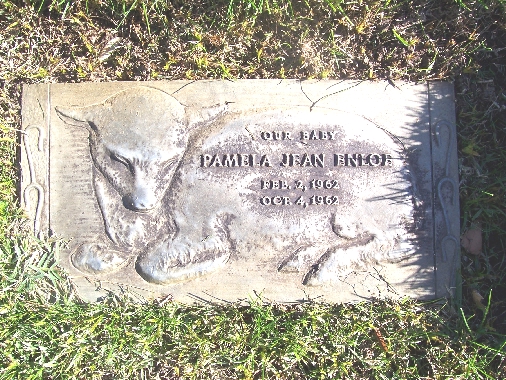 OUR BABY
PAMELA JEAN ENLOE
FEB. 2, 1962
OCT. 4, 1962